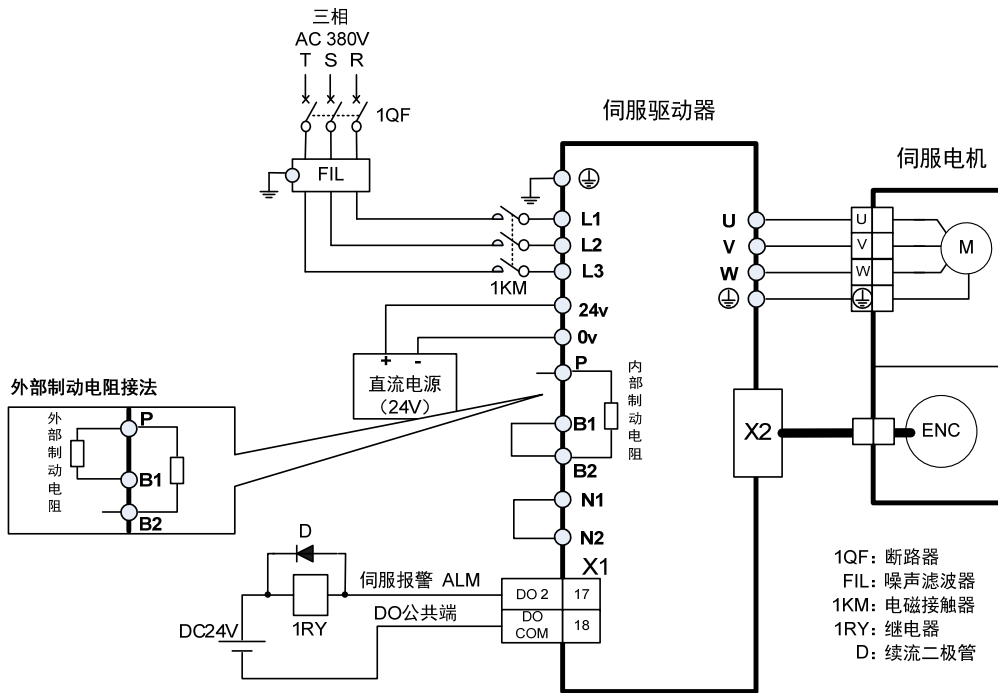 三相
AC 380V
T S R
1QF
FIL
伺服驱动器
伺服电机
L1
L2
L3
1KM
24v
0v
+ -
直流电源
（24V）
P
B1
B2
内部制动电阻
N1
N2
X1
U
V
W
U
V
W
M
X2
ENC
外部制动电阻接法
外部制动电阻
P
B1
B2
D
伺服报警 ALM
1RY
DO公共端
DC24V
DO 2 17
DO COM 18
1QF：断路器
FIL：噪声滤波器
1KM：电磁接触器
1RY：继电器
D：续流二极管